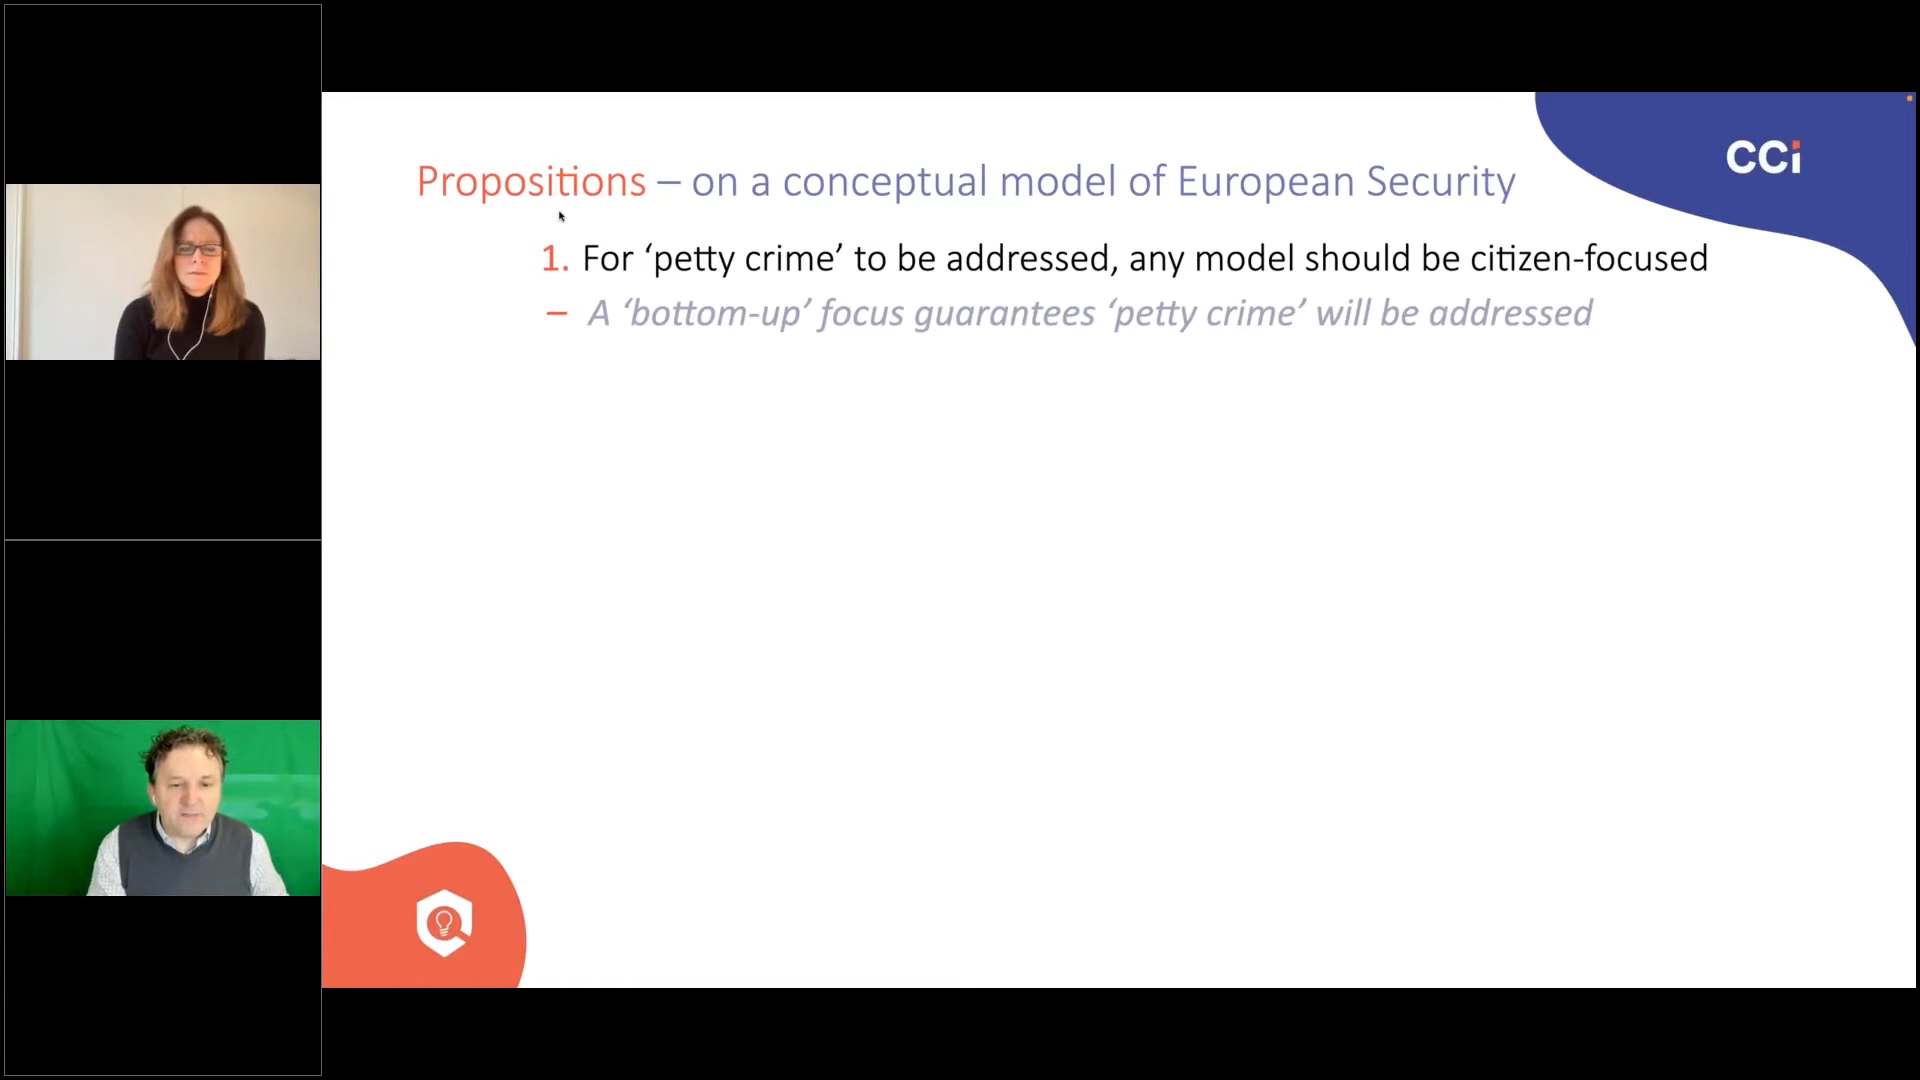 CCi
Propositions – on a conceptual model of European Security
1. For ‘petty crime’ to be addressed, any model should be citizen-focused
– A ‘bottom-up’ focus guarantees ‘petty crime’ will be addressed